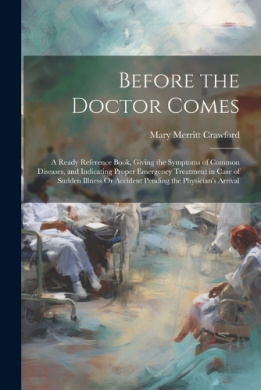 Before the
Doctor Comes
Mary Merritt Crawford
A Ready Reference Book, Giving the Symptoms of Common
Diseases, and Indicating Proper Emergency Treatment in Case of
Sudden Illness Or Accident Pending the Physician's Arrival